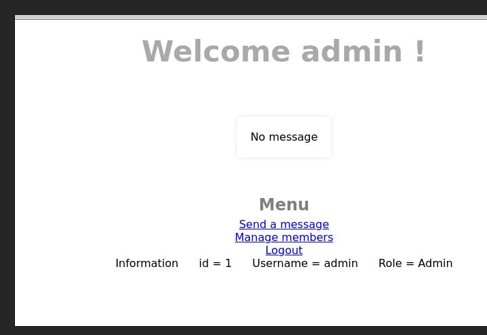 Welcome admin !
No message
Menu
Send a message
Manage members
Logout
Information id = 1 Username = admin Role = Admin